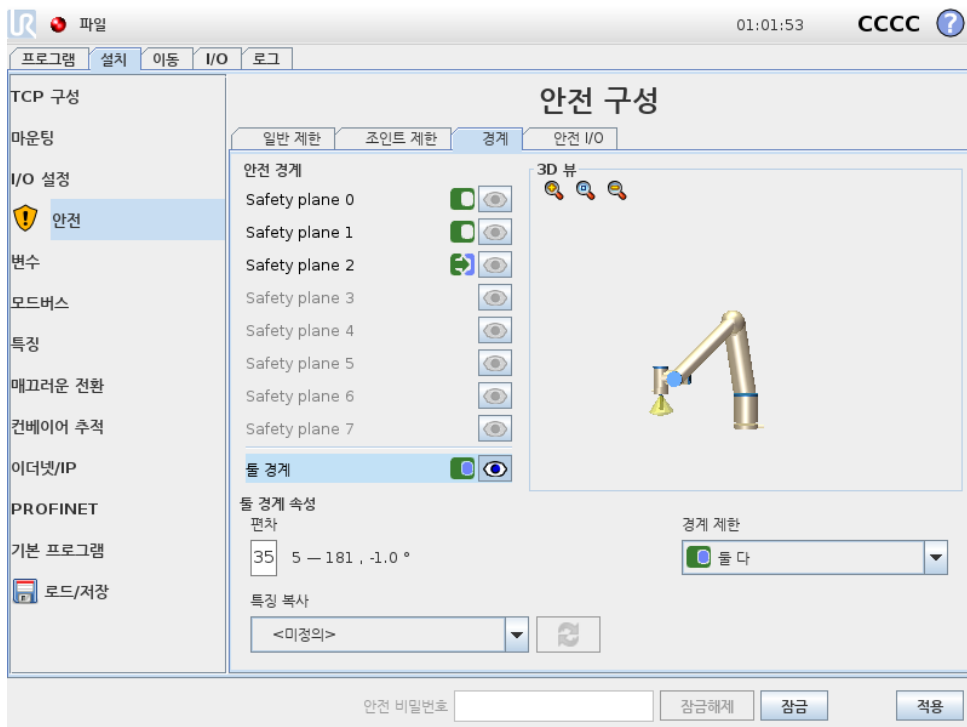 UR 파일 01:01:53 CCCC ?
프로그램 설치 이동 I/O 로그
TCP 구성
마운팅
I/O 설정
안전
변수
모드버스
특징
매끄러운 전환
컨베이어 추적
이더넷/IP
PROFINET
기본 프로그램
로드/저장
안전 구성
일반 제한 조인트 제한 경계 안전 I/O
안전 경계
Safety plane 0
Safety plane 1
Safety plane 2
Safety plane 3
Safety plane 4
Safety plane 5
Safety plane 6
Safety plane 7
툴 경계
3D 뷰
툴 경계 속성
편차
35 5 — 181 , -1.0 °
경계 제한
둘 다
특징 복사
<미정의>
안전 비밀번호 잠금해제 잠금 적용